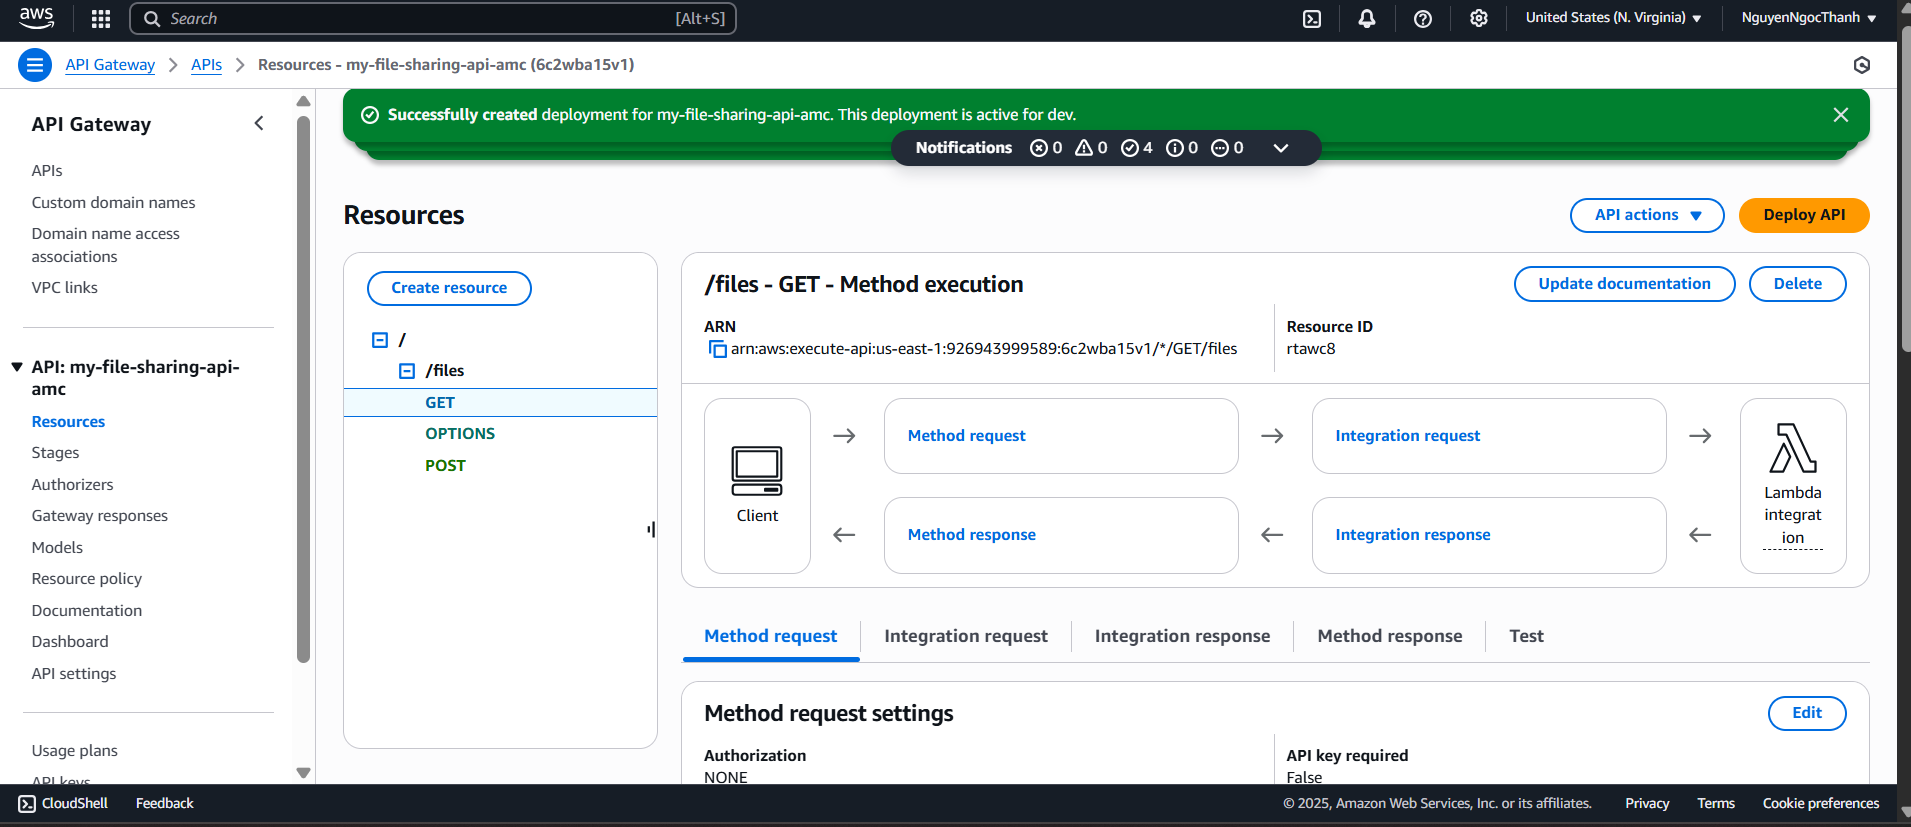 aws
Search
[Alt+S]
United States (N. Virginia)
NguyenNgocThanh
API Gateway
APIs
Resources - my-file-sharing-api-amc (6c2wba15v1)
API Gateway
APIs
Custom domain names
Domain name access
associations
VPC links
API: my-file-sharing-api-
amc
Resources
Stages
Authorizers
Gateway responses
Models
Resource policy
Documentation
Dashboard
API settings
Usage plans
API keys
Successfully created deployment for my-file-sharing-api-amc. This deployment is active for dev.
Notifications 0 0 4 0 0
Resources
API actions
Deploy API
Create resource
/
/files
GET
OPTIONS
POST
/files - GET - Method execution
Update documentation
Delete
ARN
arn:aws:execute-api:us-east-1:926943999589:6c2wba15v1/*/GET/files
Resource ID
rtawc8
Client
Method request
Integration request
Method response
Integration response
Lambda
integrat
ion
Method request
Integration request
Integration response
Method response
Test
Method request settings
Edit
Authorization
NONE
API key required
False
CloudShell
Feedback
© 2025, Amazon Web Services, Inc. or its affiliates.
Privacy
Terms
Cookie preferences